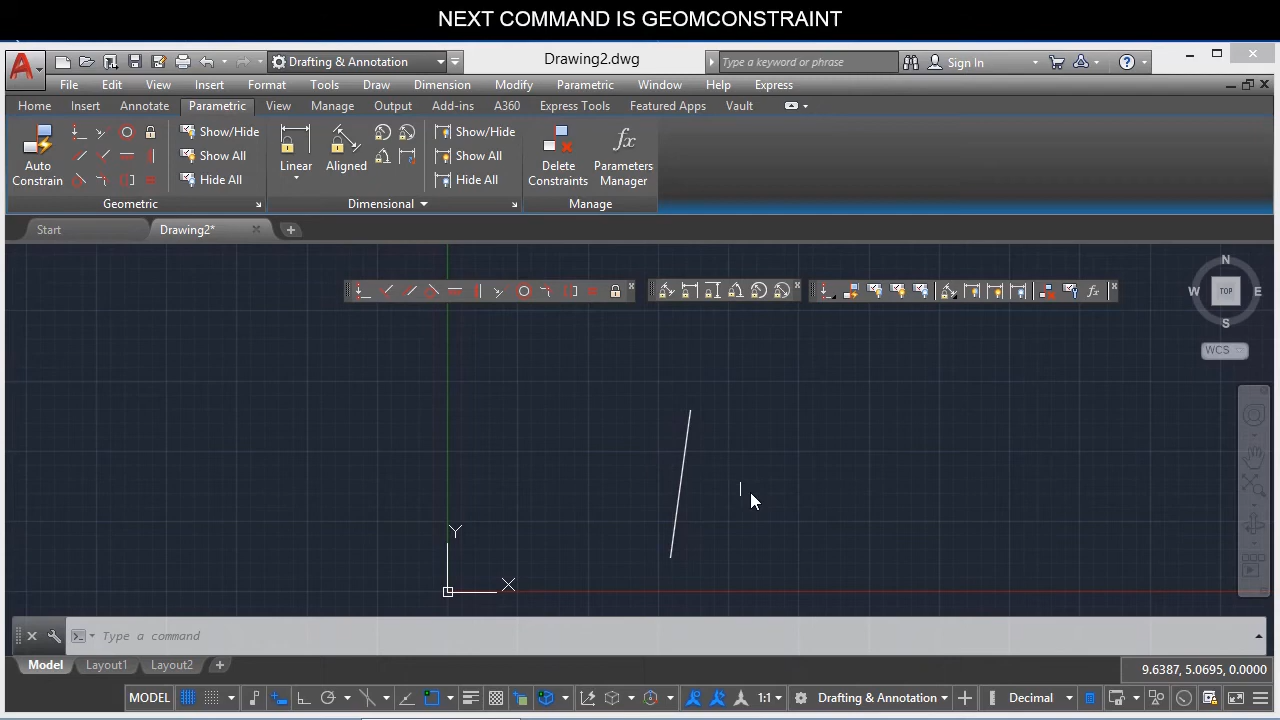 NEXT COMMAND IS GEOMCONSTRAINT
Drafting & Annotation
Drawing2.dwg
Type a keyword or phrase
Sign In
File Edit View Insert Format Tools Draw Dimension Modify Parametric Window Help Express
Home Insert Annotate Parametric View Manage Output Add-ins A360 Express Tools Featured Apps Vault
Auto Constrain
Show/Hide
Show All
Hide All
Linear
Aligned
Show/Hide
Show All
Hide All
Delete Constraints
fx
Parameters Manager
Geometric
Dimensional
Manage
Start
Drawing2*
fx
N
W TOP E
S
WCS
Y
X
Type a command
Model Layout1 Layout2
9.6387, 5.0695, 0.0000
MODEL
1:1
Drafting & Annotation
Decimal